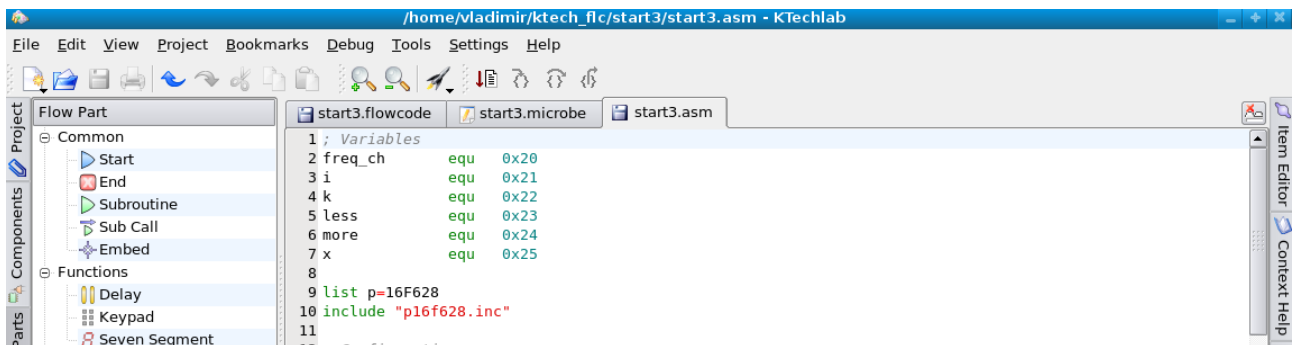 /home/vladimir/ktech_flc/start3/start3.asm - KTechlab
File Edit View Project Bookmarks Debug Tools Settings Help
Project
Components
Parts
Flow Part
Common
Start
End
Subroutine
Sub Call
Embed
Functions
Delay
Keypad
Seven Segment
start3.flowcode start3.microbe start3.asm
1 ; Variables
2 freq_ch equ 0x20
3 i equ 0x21
4 k equ 0x22
5 less equ 0x23
6 more equ 0x24
7 x equ 0x25
8
9 list p=16F628
10 include "p16f628.inc"
11
Item Editor
Context Help